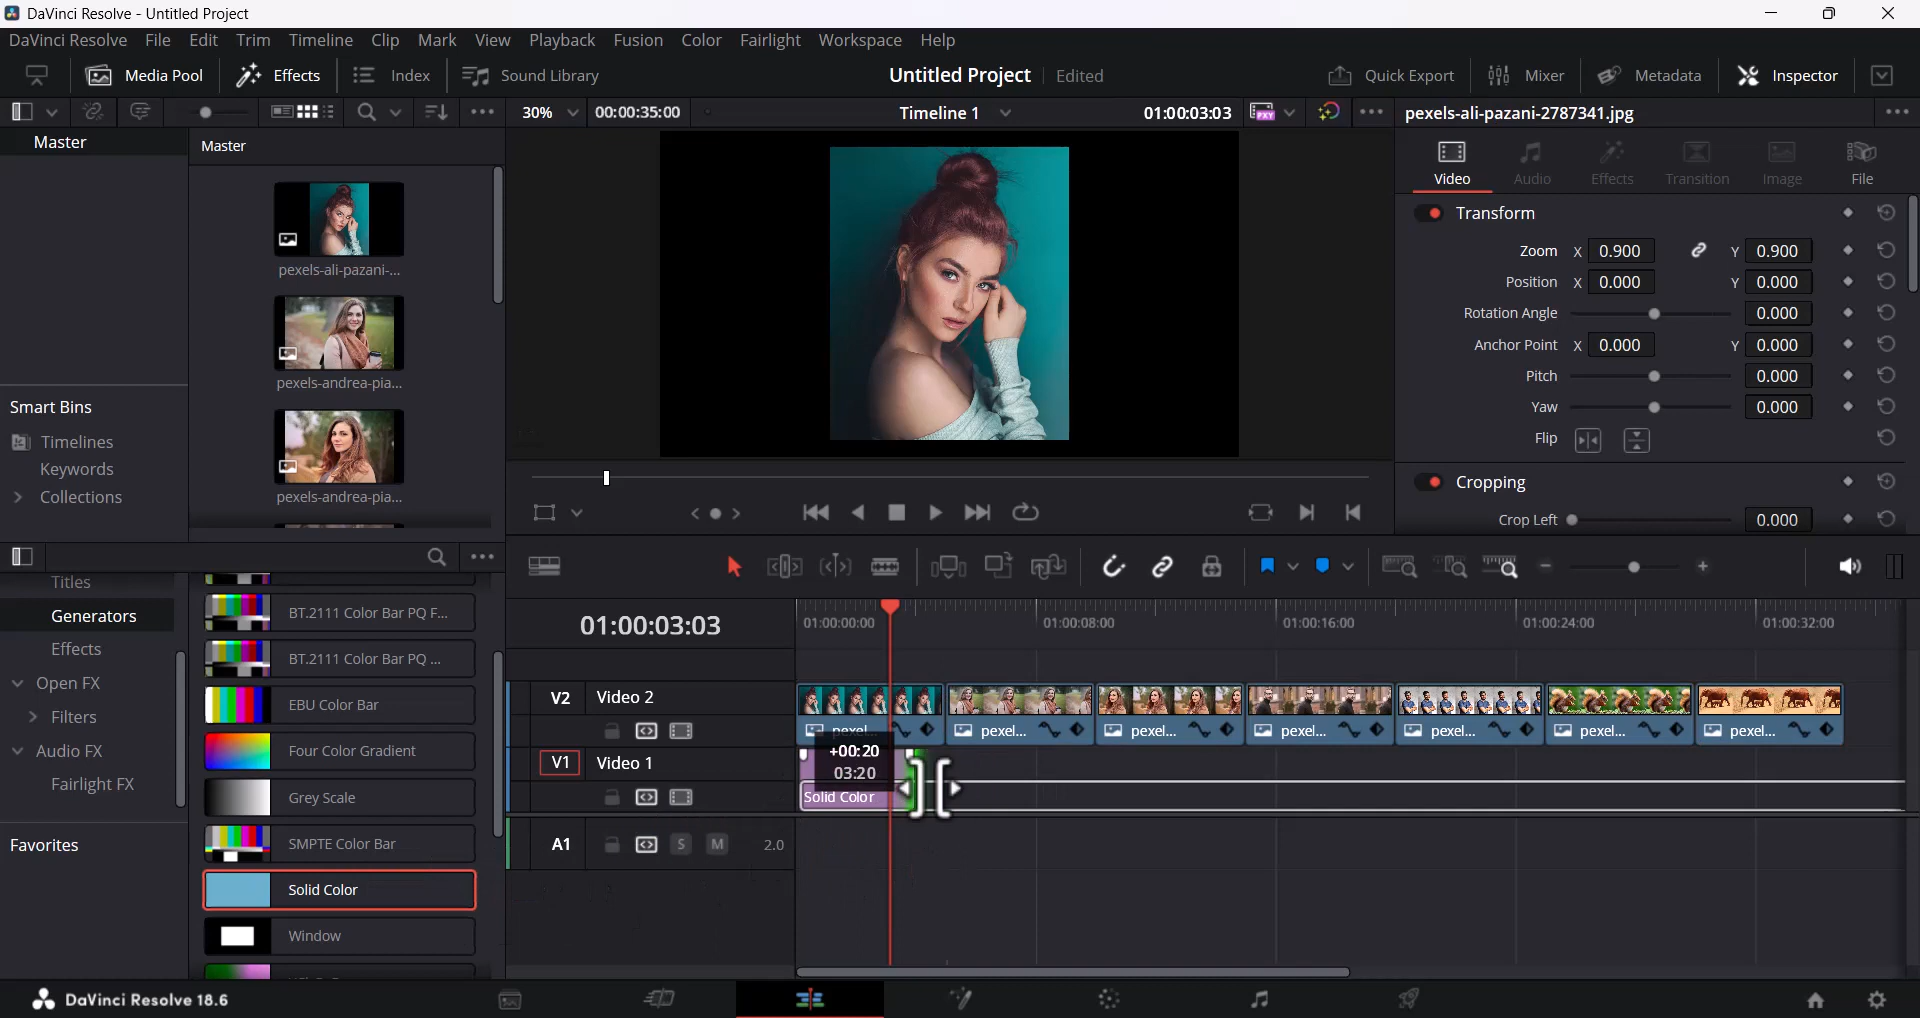 DaVinci Resolve - Untitled Project
DaVinci Resolve File Edit Trim Timeline Clip Mark View Playback Fusion Color Fairlight Workspace Help
Media Pool Effects Index Sound Library Untitled Project Edited Quick Export Mixer Metadata Inspector
30% 00:00:35:00 Timeline 1 01:00:03:03 PXY pexels-ali-pazani-2787341.jpg
Master Master
Video Audio Effects Transition Image File
Transform
Zoom X 0.900 Y 0.900
pexels-ali-pazani-...
Position X 0.000 Y 0.000
Rotation Angle 0.000
Anchor Point X 0.000 Y 0.000
pexels-andrea-pia...
Pitch 0.000
Smart Bins
Yaw 0.000
Timelines
Flip
Keywords
Cropping
Collections
pexels-andrea-pia...
Crop Left 0.000
Titles
Generators
BT.2111 Color Bar PQ F...
01:00:03:03 01:00:00:00 01:00:08:00 01:00:16:00 01:00:24:00 01:00:32:00
Effects
BT.2111 Color Bar PQ ...
Open FX
V2 Video 2
EBU Color Bar
Filters
pexel... pexel... pexel... pexel... pexel... pexel... pexel...
Audio FX
Four Color Gradient
V1 Video 1
+00:20
03:20
Fairlight FX
Grey Scale
Solid Color
Favorites
SMPTE Color Bar
A1 S M 2.0
Solid Color
Window
DaVinci Resolve 18.6